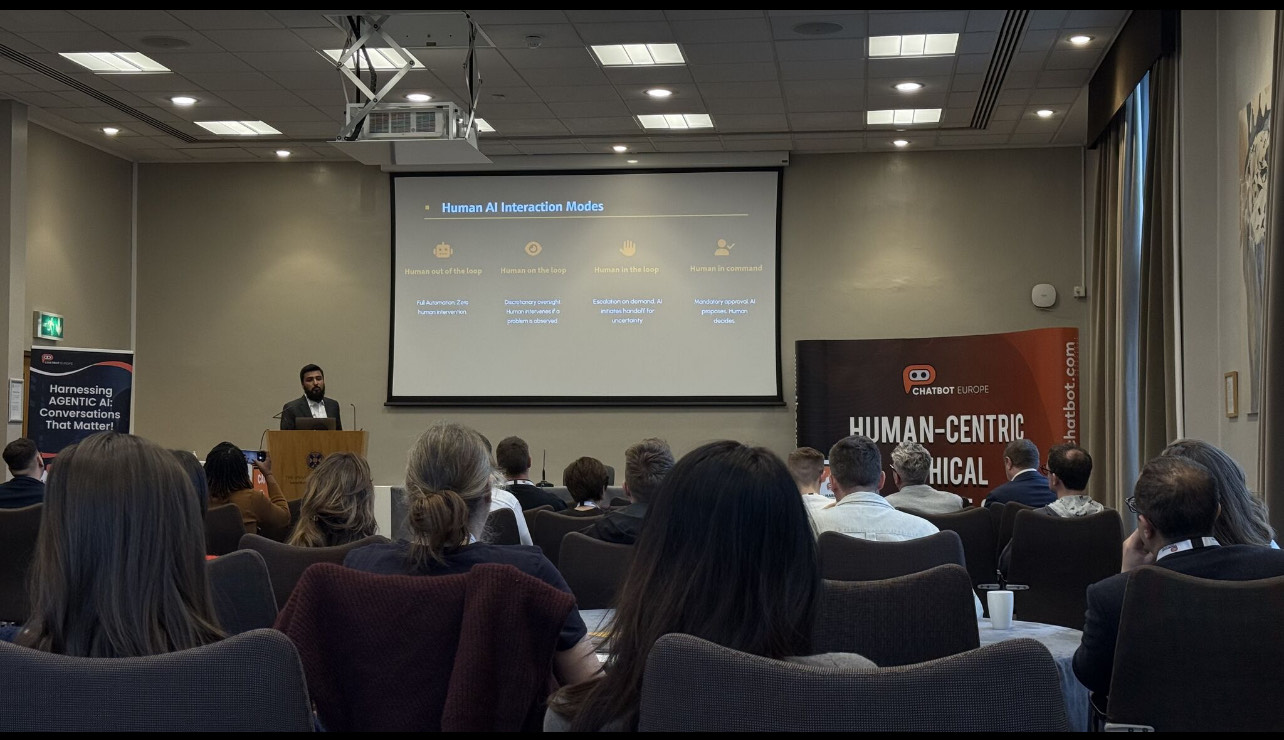 Human AI Interaction Modes
Human out of the loop
Full Automation. Zero
human intervention.
Human on the loop
Discretionary oversight.
Human intervenes if a
problem is observed.
Human in the loop
Escalation on demand. AI
initiates handoff for
uncertainty.
Human in command
Mandatory approval. AI
proposes. Human
decides.
CHATBOT EUROPE
Harnessing
AGENTIC AI:
Conversations
That Matter!
CHATBOT EUROPE
HUMAN-CENTRIC
HICAL
chatbot.com